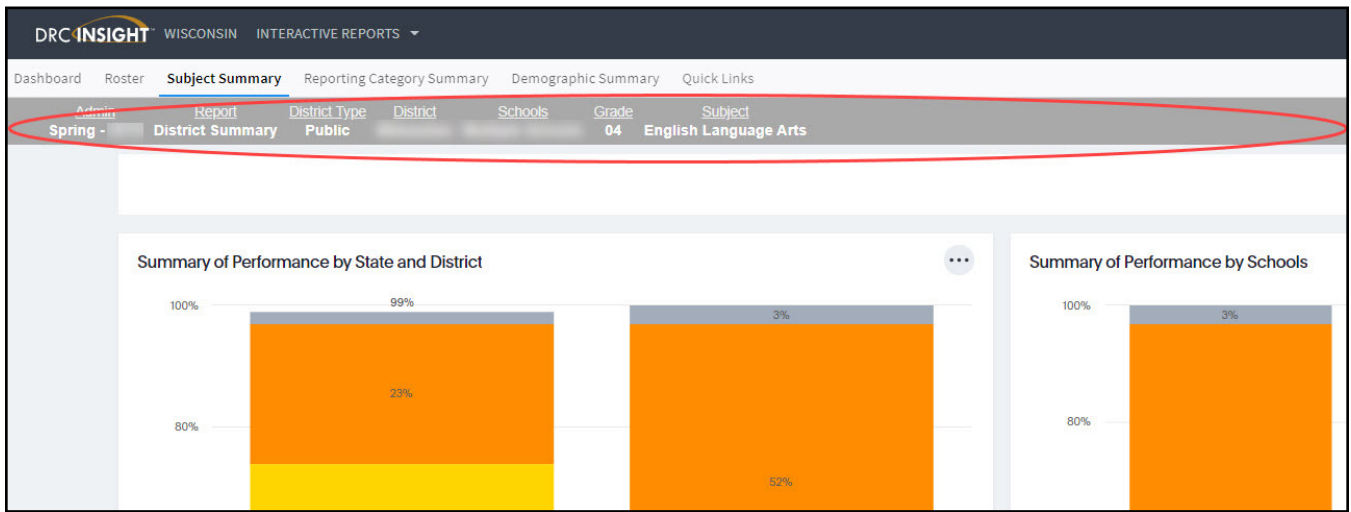 DRC INSIGHT WISCONSIN INTERACTIVE REPORTS
Dashboard Roster Subject Summary Reporting Category Summary Demographic Summary Quick Links
Admin Report District Type District Schools Grade Subject
Spring - District Summary Public 04 English Language Arts
Summary of Performance by State and District
Summary of Performance by Schools
100% 99% 3%
23%
80%
52%
100% 3%
80%